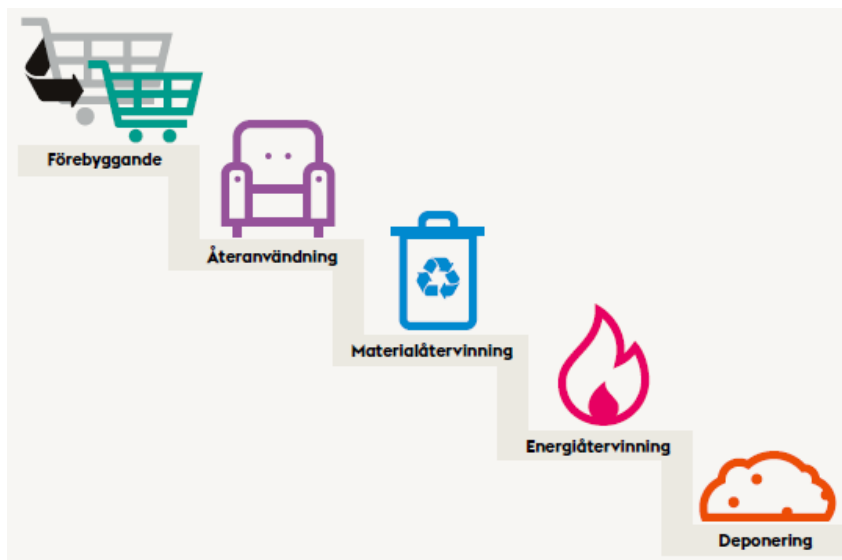 Förebyggande
Återanvändning
Materialåtervinning
Energiåtervinning
Deponering